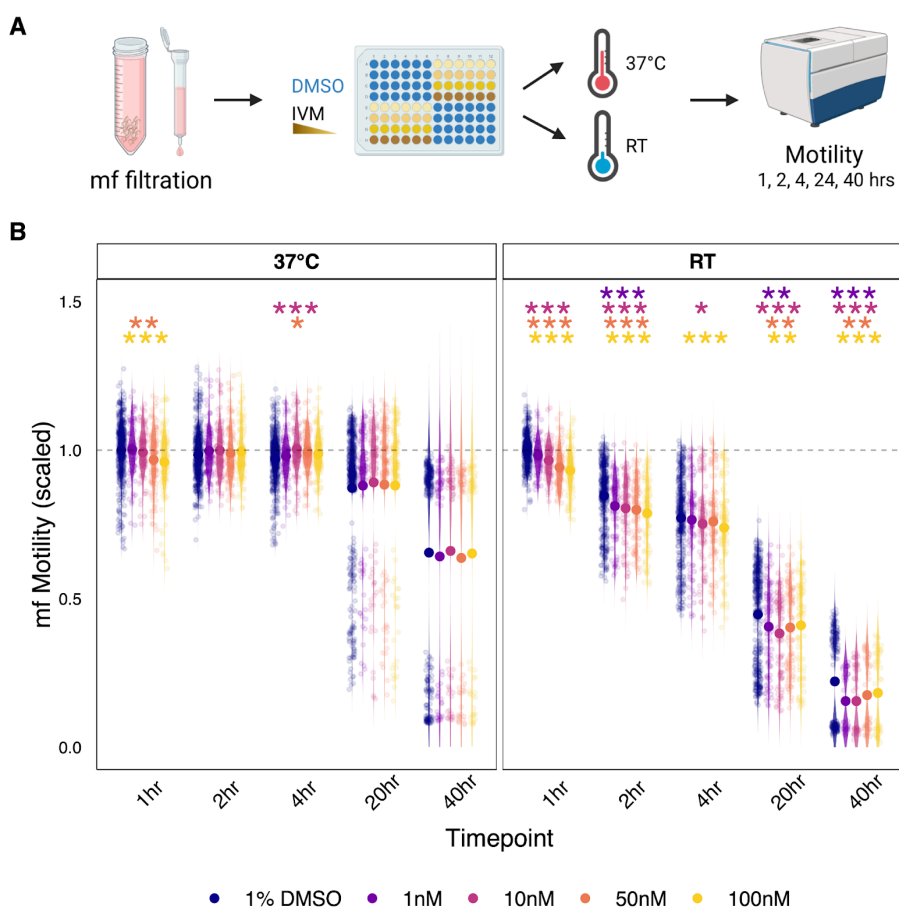 A
DMSO
IVM
37°C
RT
mf filtration
Motility
1, 2, 4, 24, 40 hrs
B
37°C
RT
mf Motility (scaled)
1.5
1.0
0.5
0.0
* * *
* * *
* * *
* *
* * *
*
* * *
* * *
* * *
* * *
* * *
* * *
* * *
*
* * *
* *
* * *
* *
* *
* * *
* * *
* *
* * *
1hr
2hr
4hr
20hr
40hr
1hr
2hr
4hr
20hr
40hr
Timepoint
1% DMSO
1nM
10nM
50nM
100nM